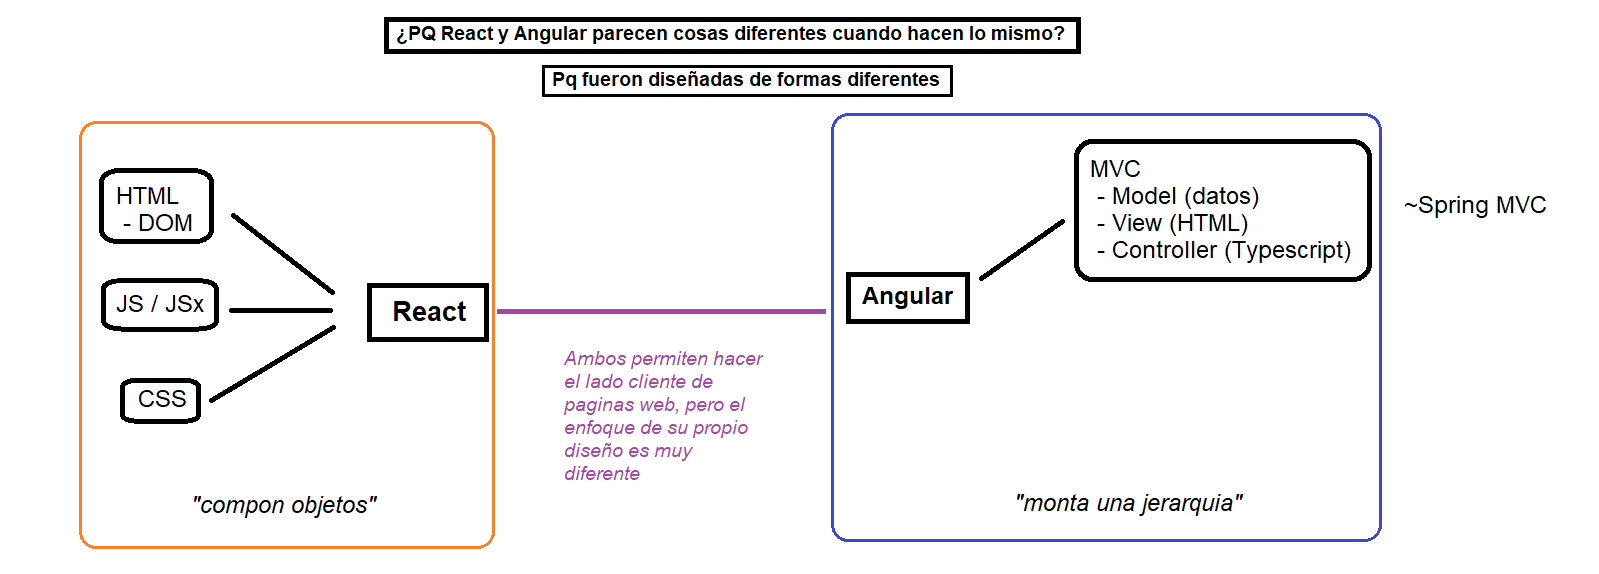 ¿PQ React y Angular parecen cosas diferentes cuando hacen lo mismo?
Pq fueron diseñadas de formas diferentes
HTML
- DOM
JS / JSx
CSS
React
"compon objetos"
Ambos permiten hacer
el lado cliente de
paginas web, pero el
enfoque de su propio
diseño es muy
diferente
Angular
MVC
- Model (datos)
- View (HTML)
- Controller (Typescript)
"monta una jerarquia"
~Spring MVC